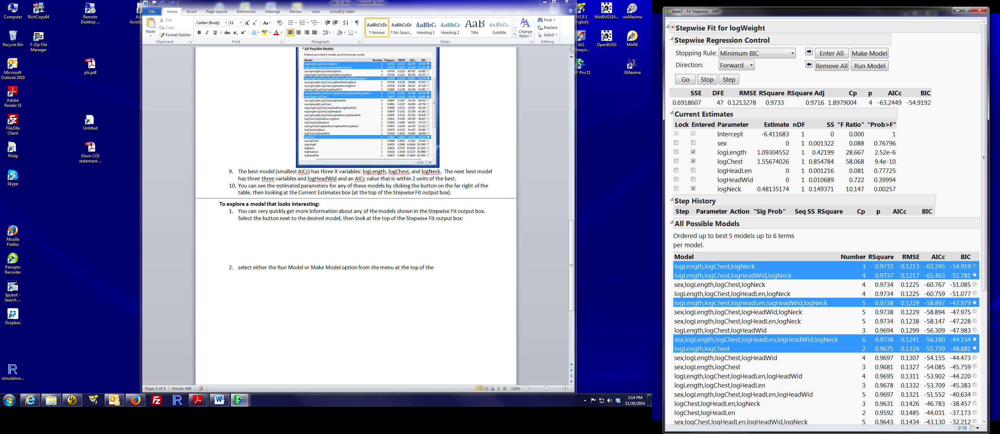 Computer
RichCopy64
Remote
Desktop ...
Recycle Bin
7-Zip File
Manager
Microsoft
Outlook 2010
pls.pdf
Adobe
Reader XI
FileZilla
Client
Untitled
Philip
Dixon COI
statement....
Skype
Mozilla
Firefox
Panopto
Recorder
Spybot -
Search ...
Dropbox
simulation...
lab 11.docx - Microsoft Word
File Home Insert Page Layout References Mailings Review View GrindEQ Math
Paste
Cut
Copy
Format Painter
Clipboard
Calibri (Body) 11
Font
Paragraph
AaBbCcDc AaBbCcDc AaBbC AaBbCc AaB AaBbCc.
¶ Normal ¶ No Spaci... Heading 1 Heading 2 Title Subtitle
Change
Styles
Styles
Find
Replace
Select
Editing
All Possible Models
Ordered up to best 5 models up to 6 terms per model.
Model Number RSquare RMSE AICc BIC
logLength,logChest,logNeck 3 0.9733 0.1213 -63.245 -54.919
logLength,logChest,logHeadWid,logNeck 4 0.9737 0.1217 -61.463 -51.781
sex,logLength,logChest,logNeck 4 0.9734 0.1225 -60.767 -51.085
logLength,logChest,logHeadLen,logNeck 4 0.9734 0.1225 -60.759 -51.077
logLength,logChest,logHeadLen,logHeadWid,logNeck 5 0.9738 0.1229 -58.897 -47.979
sex,logLength,logChest,logHeadWid,logNeck 5 0.9738 0.1229 -58.894 -47.975
sex,logLength,logChest,logHeadLen,logNeck 5 0.9734 0.1238 -58.147 -47.228
logLength,logChest,logHeadWid 3 0.9694 0.1299 -56.309 -47.983
sex,logLength,logChest,logHeadLen,logHeadWid,logNeck 6 0.9738 0.1241 -56.180 -44.154
logLength,logChest 2 0.9675 0.1324 -55.739 -48.881
sex,logLength,logChest,logHeadWid 4 0.9697 0.1307 -54.155 -44.473
sex,logLength,logChest 3 0.9681 0.1327 -54.085 -45.759
logLength,logChest,logHeadLen,logHeadWid 4 0.9695 0.1311 -53.902 -44.220
logLength,logChest,logHeadLen 3 0.9678 0.1332 -53.709 -45.383
sex,logLength,logChest,logHeadLen,logHeadWid 5 0.9697 0.1321 -51.552 -40.634
logChest,logHeadLen,logNeck 3 0.9631 0.1426 -46.783 -38.457
logChest,logHeadLen 2 0.9592 0.1485 -44.031 -37.173
sex,logChest,logHeadLen,logHeadWid,logNeck 5 0.9643 0.1434 -43.130 -32.212
logChest,logNeck 2 0.9570 0.1523 -41.423 -34.565
logChest,logHeadWid 2 0.9520 0.1610 -35.804 -28.946
logChest 1 0.9487 0.1647 -34.799 -29.514
sex,logChest 2 0.9488 0.1663 -32.482 -25.624
logLength 1 0.8653 0.2669 14.4646 19.7495
logNeck 1 0.8614 0.2707 15.9254 21.2102
logHeadLen 1 0.8126 0.3148 31.3137 36.5986
logHeadWid 1 0.6871 0.4068 57.4602 62.7451
9. The best model (smallest AICc) has three X variables: logLength, logChest, and logNeck. The next best model
has three three variables and logHeadWid and an AICc value that is within 2 units of the best.
10. You can see the estimated parameters for any of these models by clicking the button on the far right of the
table, then looking at the Current Estimates box (at the top of the Stepwise Fit output box).
To explore a model that looks interesting:
1. You can very quickly get more information about any of the models shown in the Stepwise Fit output box.
Select the button next to the desired model, then look at the top of the Stepwise Fit output box:
2. select either the Run Model or Make Model option from the menu at the top of the
Page: 3 of 3 Words: 696 116%
3:14 PM
11/20/2014
AS 9.3
nglish)
WinBUGS14...
wxMaxima
SAS
terpri...
OpenBUGS
MARK
P Pro 11
XMaxima
bear2 - Fit Stepwise - JMP
Stepwise Fit for logWeight
Stepwise Regression Control
Stopping Rule: Minimum BIC Enter All Make Model
Direction: Forward Remove All Run Model
Go Stop Step
SSE DFE RMSE RSquare RSquare Adj Cp p AICc BIC
0.6918607 47 0.1213278 0.9733 0.9716 1.8979004 4 -63.2449 -54.9192
Current Estimates
Lock Entered Parameter Estimate nDF SS "F Ratio" "Prob>F"
Intercept -6.411683 1 0 0.000 1
sex 0 1 0.001322 0.088 0.76796
logLength 1.09304552 1 0.42199 28.667 2.52e-6
logChest 1.55674026 1 0.854784 58.068 9.4e-10
logHeadLen 0 1 0.001216 0.081 0.77725
logHeadWid 0 1 0.010689 0.722 0.39994
logNeck 0.48135174 1 0.149371 10.147 0.00257
Step History
Step Parameter Action "Sig Prob" Seq SS RSquare Cp p AICc BIC
All Possible Models
Ordered up to best 5 models up to 6 terms
per model.
Model Number RSquare RMSE AICc BIC
logLength,logChest,logNeck 3 0.9733 0.1213 -63.245 -54.919
logLength,logChest,logHeadWid,logNeck 4 0.9737 0.1217 -61.463 -51.781
sex,logLength,logChest,logNeck 4 0.9734 0.1225 -60.767 -51.085
logLength,logChest,logHeadLen,logNeck 4 0.9734 0.1225 -60.759 -51.077
logLength,logChest,logHeadLen,logHeadWid,logNeck 5 0.9738 0.1229 -58.897 -47.979
sex,logLength,logChest,logHeadWid,logNeck 5 0.9738 0.1229 -58.894 -47.975
sex,logLength,logChest,logHeadLen,logNeck 5 0.9734 0.1238 -58.147 -47.228
logLength,logChest,logHeadWid 3 0.9694 0.1299 -56.309 -47.983
sex,logLength,logChest,logHeadLen,logHeadWid,logNeck 6 0.9738 0.1241 -56.180 -44.154
logLength,logChest 2 0.9675 0.1324 -55.739 -48.881
sex,logLength,logChest,logHeadWid 4 0.9697 0.1307 -54.155 -44.473
sex,logLength,logChest 3 0.9681 0.1327 -54.085 -45.759
logLength,logChest,logHeadLen,logHeadWid 4 0.9695 0.1311 -53.902 -44.220
logLength,logChest,logHeadLen 3 0.9678 0.1332 -53.709 -45.383
sex,logLength,logChest,logHeadLen,logHeadWid 5 0.9697 0.1321 -51.552 -40.634
logChest,logHeadLen,logNeck 3 0.9631 0.1426 -46.783 -38.457
logChest,logHeadLen 2 0.9592 0.1485 -44.031 -37.173
sex,logChest,logHeadLen,logHeadWid,logNeck 5 0.9643 0.1434 -43.130 -32.212